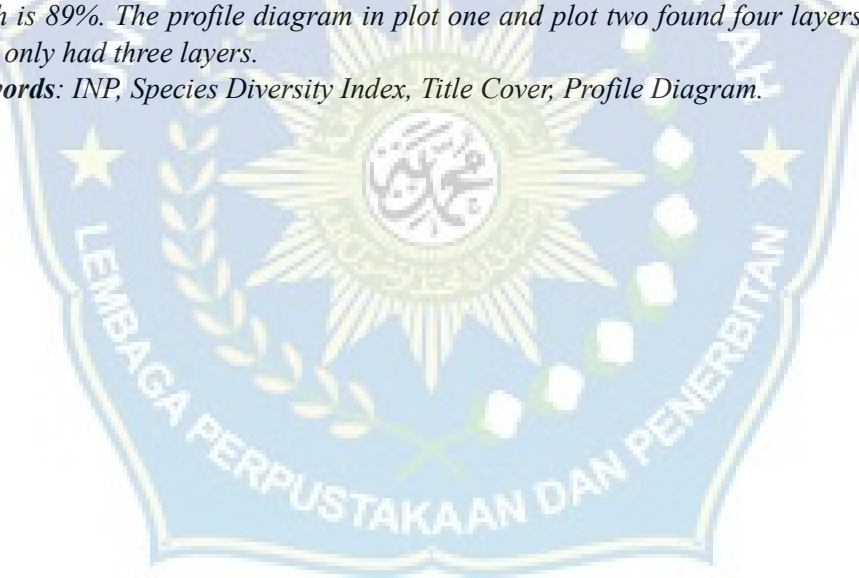 h is 89%. The profile diagram in plot one and plot two found four layers
only had three layers.
ords: INP, Species Diversity Index, Title Cover, Profile Diagram.
AH
LEMBAGA PERPUSTAKAAN DAN PENERBITAN